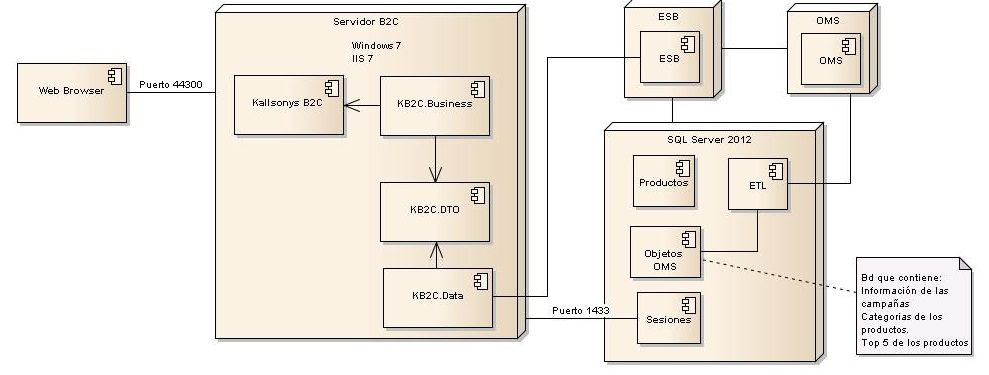 Servidor B2C
Windows 7
IIS 7
Web Browser
Puerto 44300
Kallsonys B2C
KB2C.Business
KB2C.DTO
KB2C.Data
Puerto 1433
ESB
ESB
OMS
OMS
SQL Server 2012
Productos
ETL
Objetos
OMS
Sesiones
Bd que contiene:
Información de las
campañas
Categorias de los
productos.
Top 5 de los productos